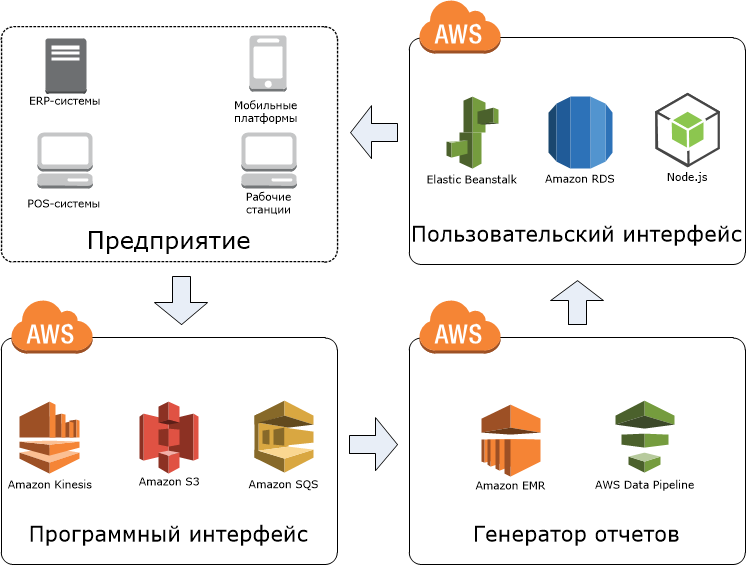 ERP-системы
Мобильные
платформы
POS-системы
Рабочие
станции
Предприятие
AWS
Elastic Beanstalk
Amazon RDS
Node.js
Пользовательский интерфейс
AWS
Amazon Kinesis
Amazon S3
Amazon SQS
Программный интерфейс
AWS
Amazon EMR
AWS Data Pipeline
Генератор отчетов